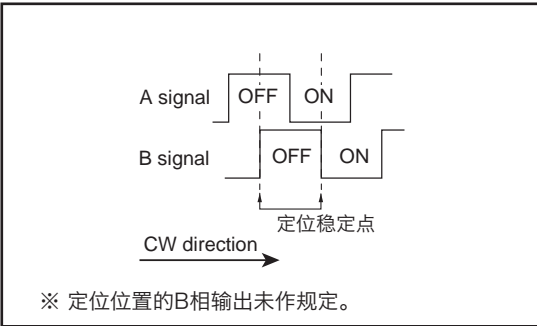 A signal OFF ON
B signal OFF ON
定位稳定点
CW direction
※ 定位位置的B相输出未作规定。